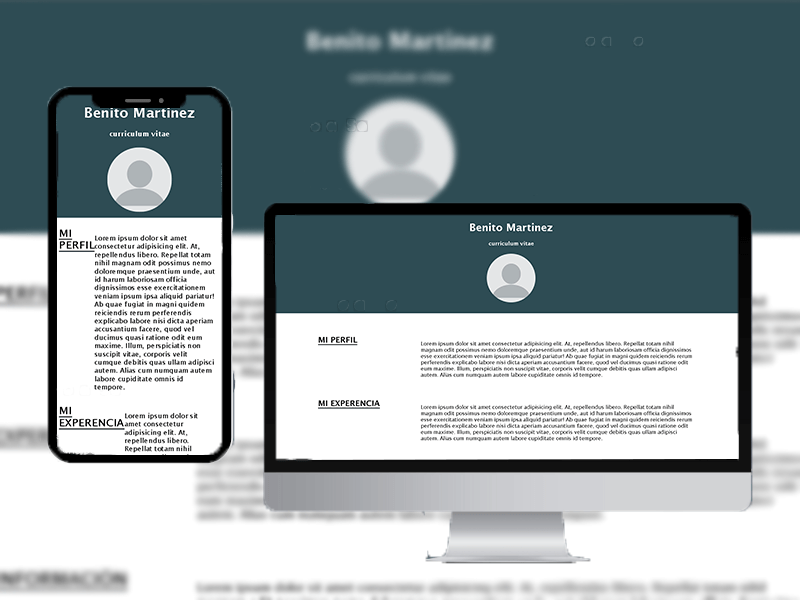 Benito Martinez
curriculum vitae
Benito Martinez
curriculum vitae
MI
PERFIL
Lorem ipsum dolor sit amet
consectetur adipisicing elit. At,
repellendus libero. Repellat totam
nihil magnam odit possimus nemo
doloremque praesentium unde, aut
id harum laboriosam officia
dignissimos esse exercitationem
veniam ipsum ipsa aliquid pariatur!
Ab quae fugiat in magni quidem
reiciendis rerum perferendis
explicabo labore nisi dicta aperiam
accusantium facere, quod vel
ducimus quasi ratione odit eum
maxime. Illum, perspiciatis non
suscipit vitae, corporis velit
cumque debitis quas ullam adipisci
autem. Alias cum numquam autem
labore cupiditate omnis id
tempore.
MI
EXPERENCIA
Lorem ipsum dolor sit
amet consectetur
adipisicing elit. At,
repellendus libero.
Repellat totam nihil
Benito Martinez
curriculum vitae
MI PERFIL
Lorem ipsum dolor sit amet consectetur adipisicing elit. At, repellendus libero. Repellat totam nihil
magnam odit possimus nemo doloremque praesentium unde, aut id harum laboriosam officia dignissimos
esse exercitationem veniam ipsum ipsa aliquid pariatur! Ab quae fugiat in magni quidem reiciendis rerum
perferendis explicabo labore nisi dicta aperiam accusantium facere, quod vel ducimus quasi ratione odit
eum maxime. Illum, perspiciatis non suscipit vitae, corporis velit cumque debitis quas ullam adipisci
autem. Alias cum numquam autem labore cupiditate omnis id tempore.
MI EXPERENCIA
Lorem ipsum dolor sit amet consectetur adipisicing elit. At, repellendus libero. Repellat totam nihil
magnam odit possimus nemo doloremque praesentium unde, aut id harum laboriosam officia dignissimos
esse exercitationem veniam ipsum ipsa aliquid pariatur! Ab quae fugiat in magni quidem reiciendis rerum
perferendis explicabo labore nisi dicta aperiam accusantium facere, quod vel ducimus quasi ratione odit
eum maxime. Illum, perspiciatis non suscipit vitae, corporis velit cumque debitis quas ullam adipisci
autem. Alias cum numquam autem labore cupiditate omnis id tempore.